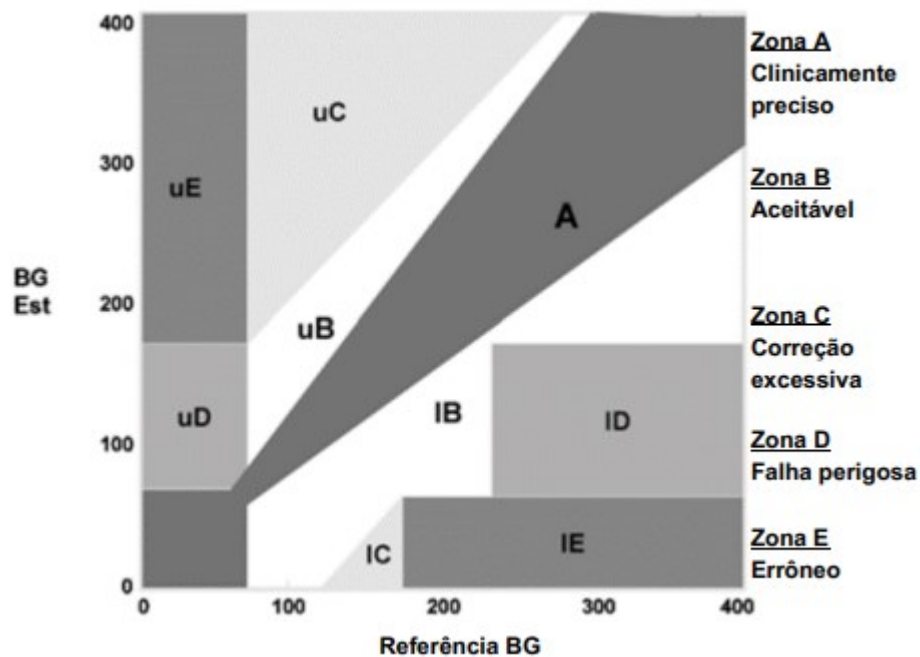 400
300
200
100
0
BG
Est
uC
uE
A
uB
uD
lB
lD
lC
lE
0
100
200
300
400
Referência BG
Zona A
Clinicamente
preciso
Zona B
Aceitável
Zona C
Correção
excessiva
Zona D
Falha perigosa
Zona E
Errôneo